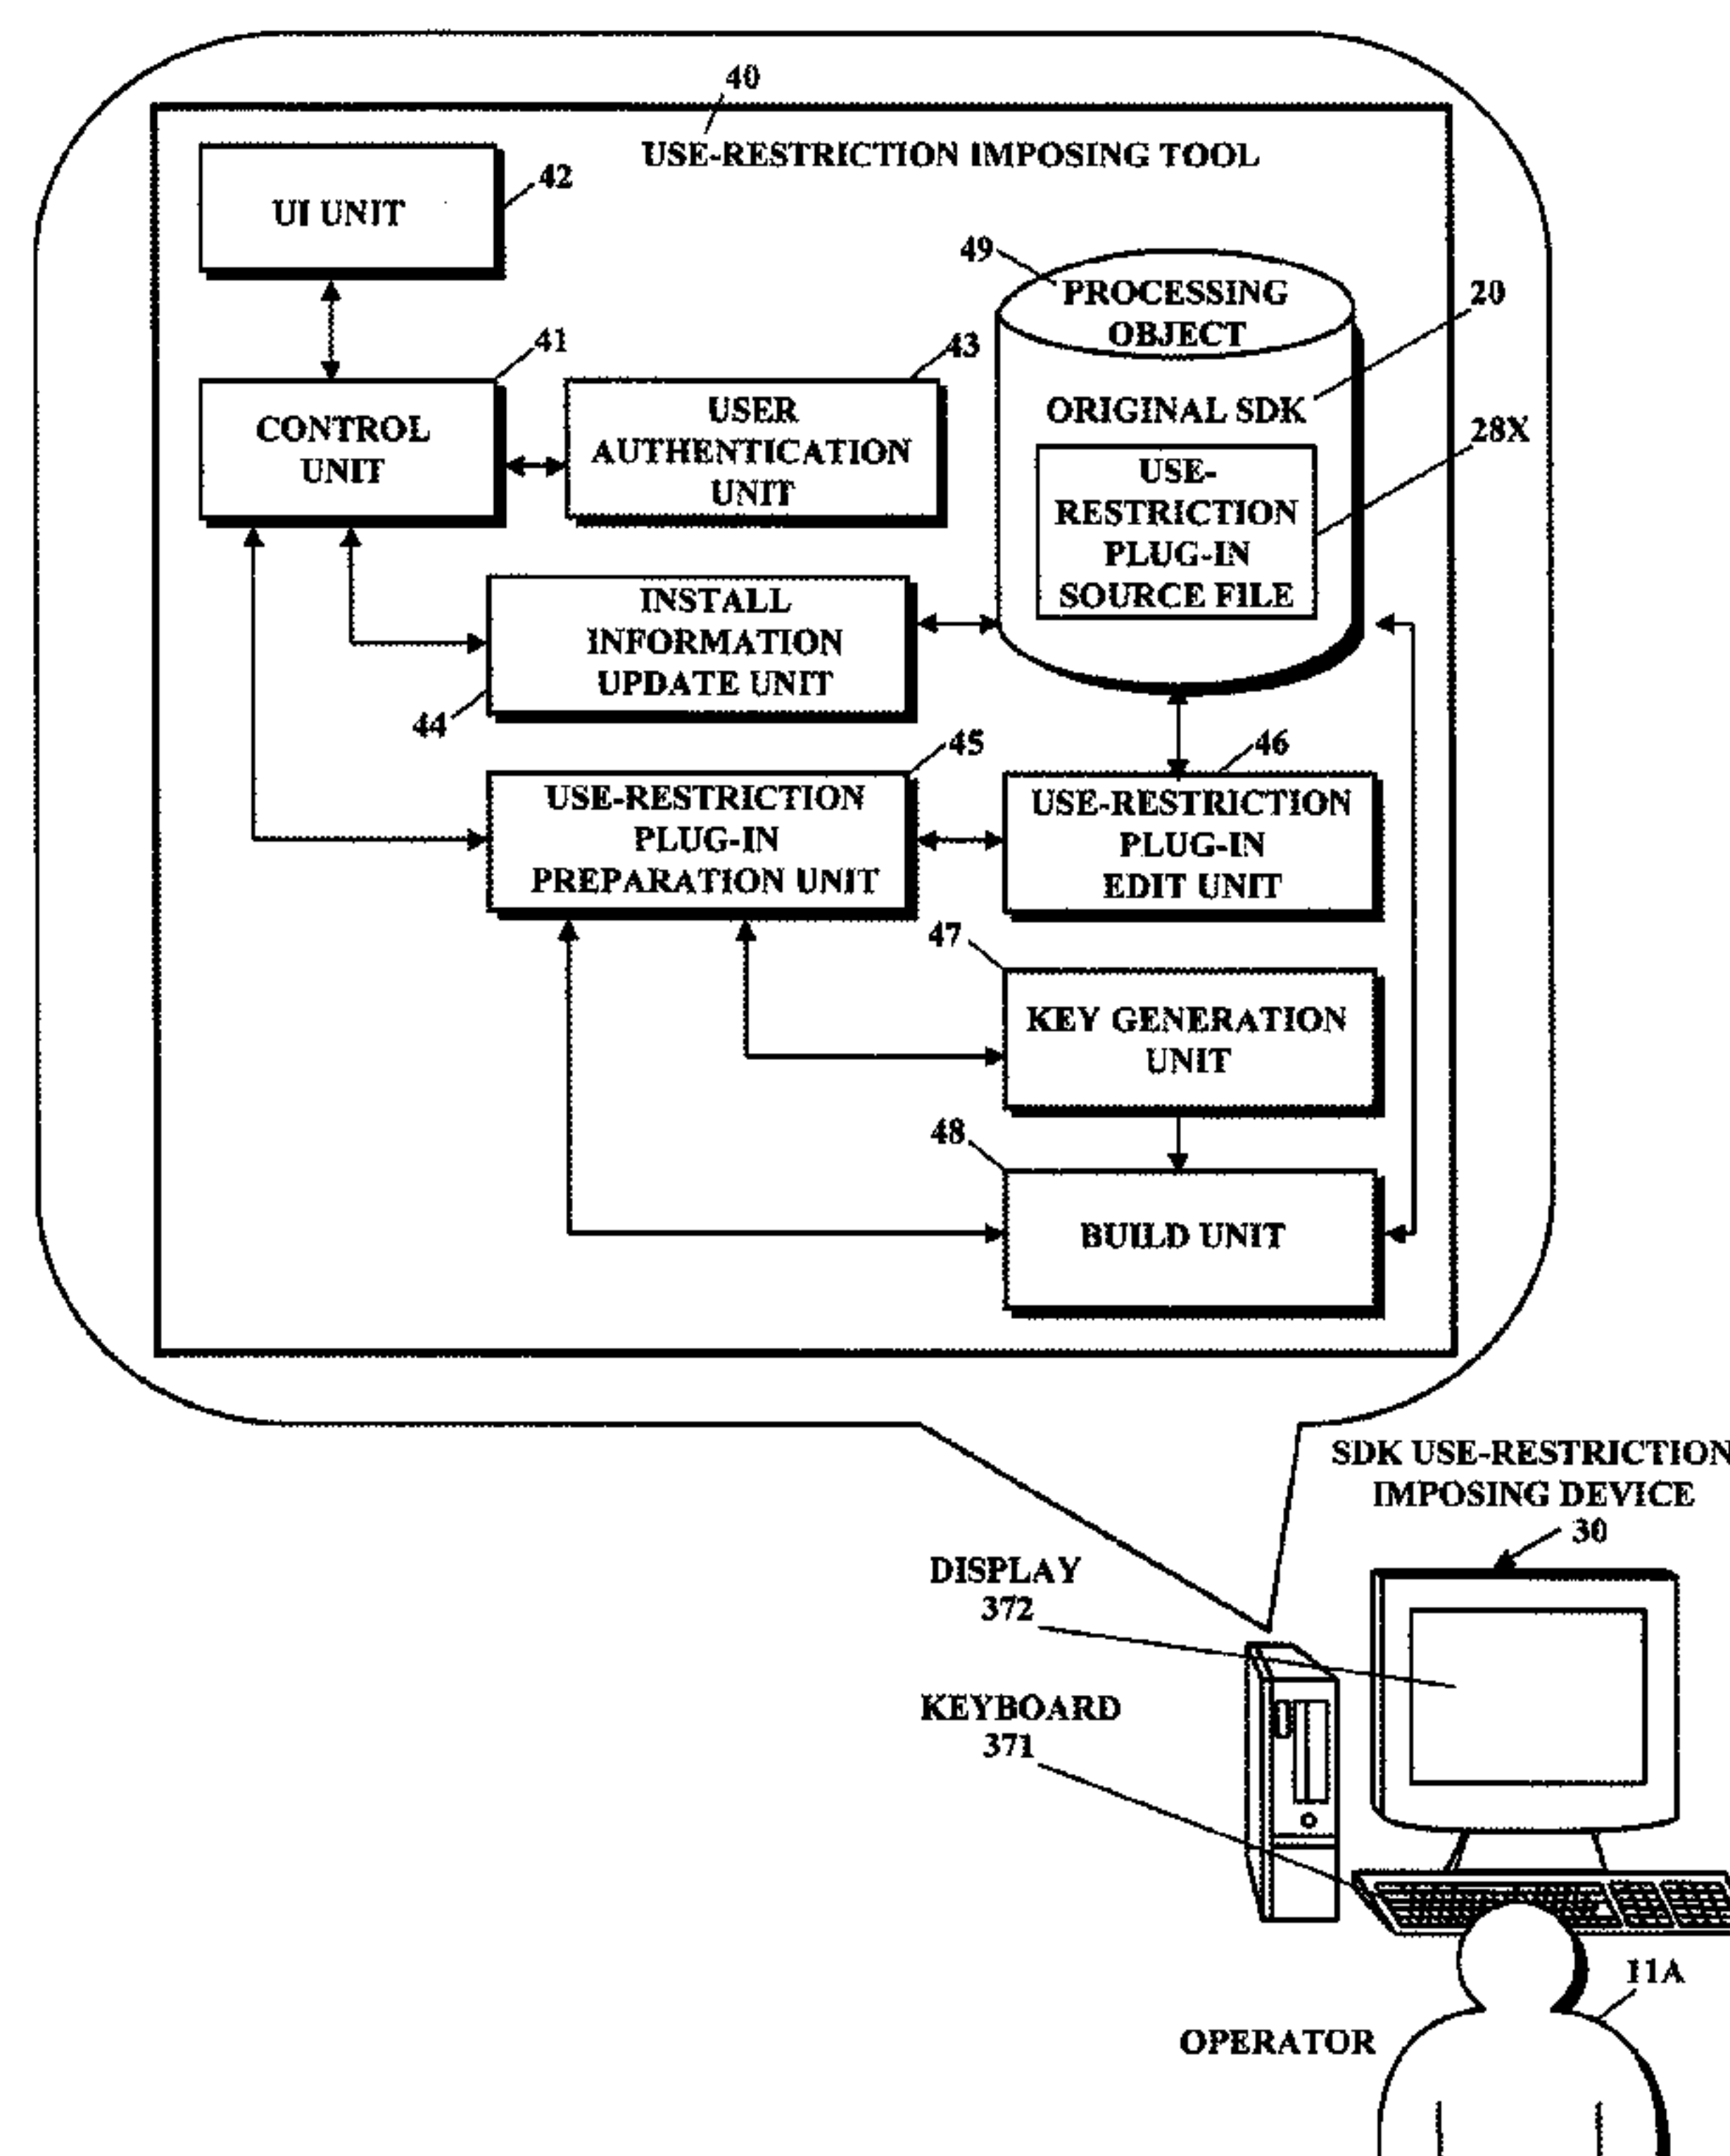 40
USE-RESTRICTION IMPOSING TOOL
UI UNIT
42
49
PROCESSING
OBJECT
20
41
43
CONTROL
UNIT
USER
AUTHENTICATION
UNIT
ORIGINAL SDK
28X
USE-
RESTRICTION
PLUG-IN
SOURCE FILE
INSTALL
INFORMATION
UPDATE UNIT
44
45
46
USE-RESTRICTION
PLUG-IN
PREPARATION UNIT
USE-RESTRICTION
PLUG-IN
EDIT UNIT
47
KEY GENERATION
UNIT
48
BUILD UNIT
SDK USE-RESTRICTION
IMPOSING DEVICE
30
DISPLAY
372
KEYBOARD
371
11A
OPERATOR